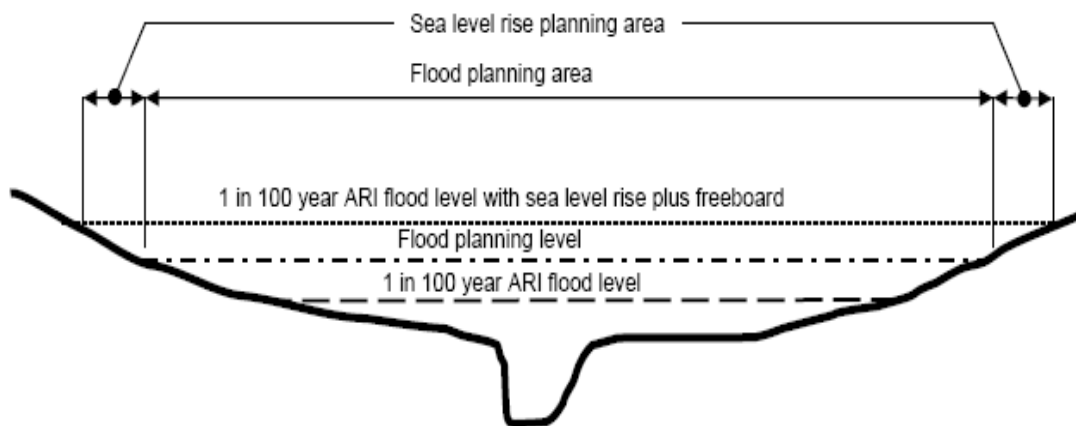 Sea level rise planning area
Flood planning area
1 in 100 year ARI flood level with sea level rise plus freeboard
Flood planning level
1 in 100 year ARI flood level